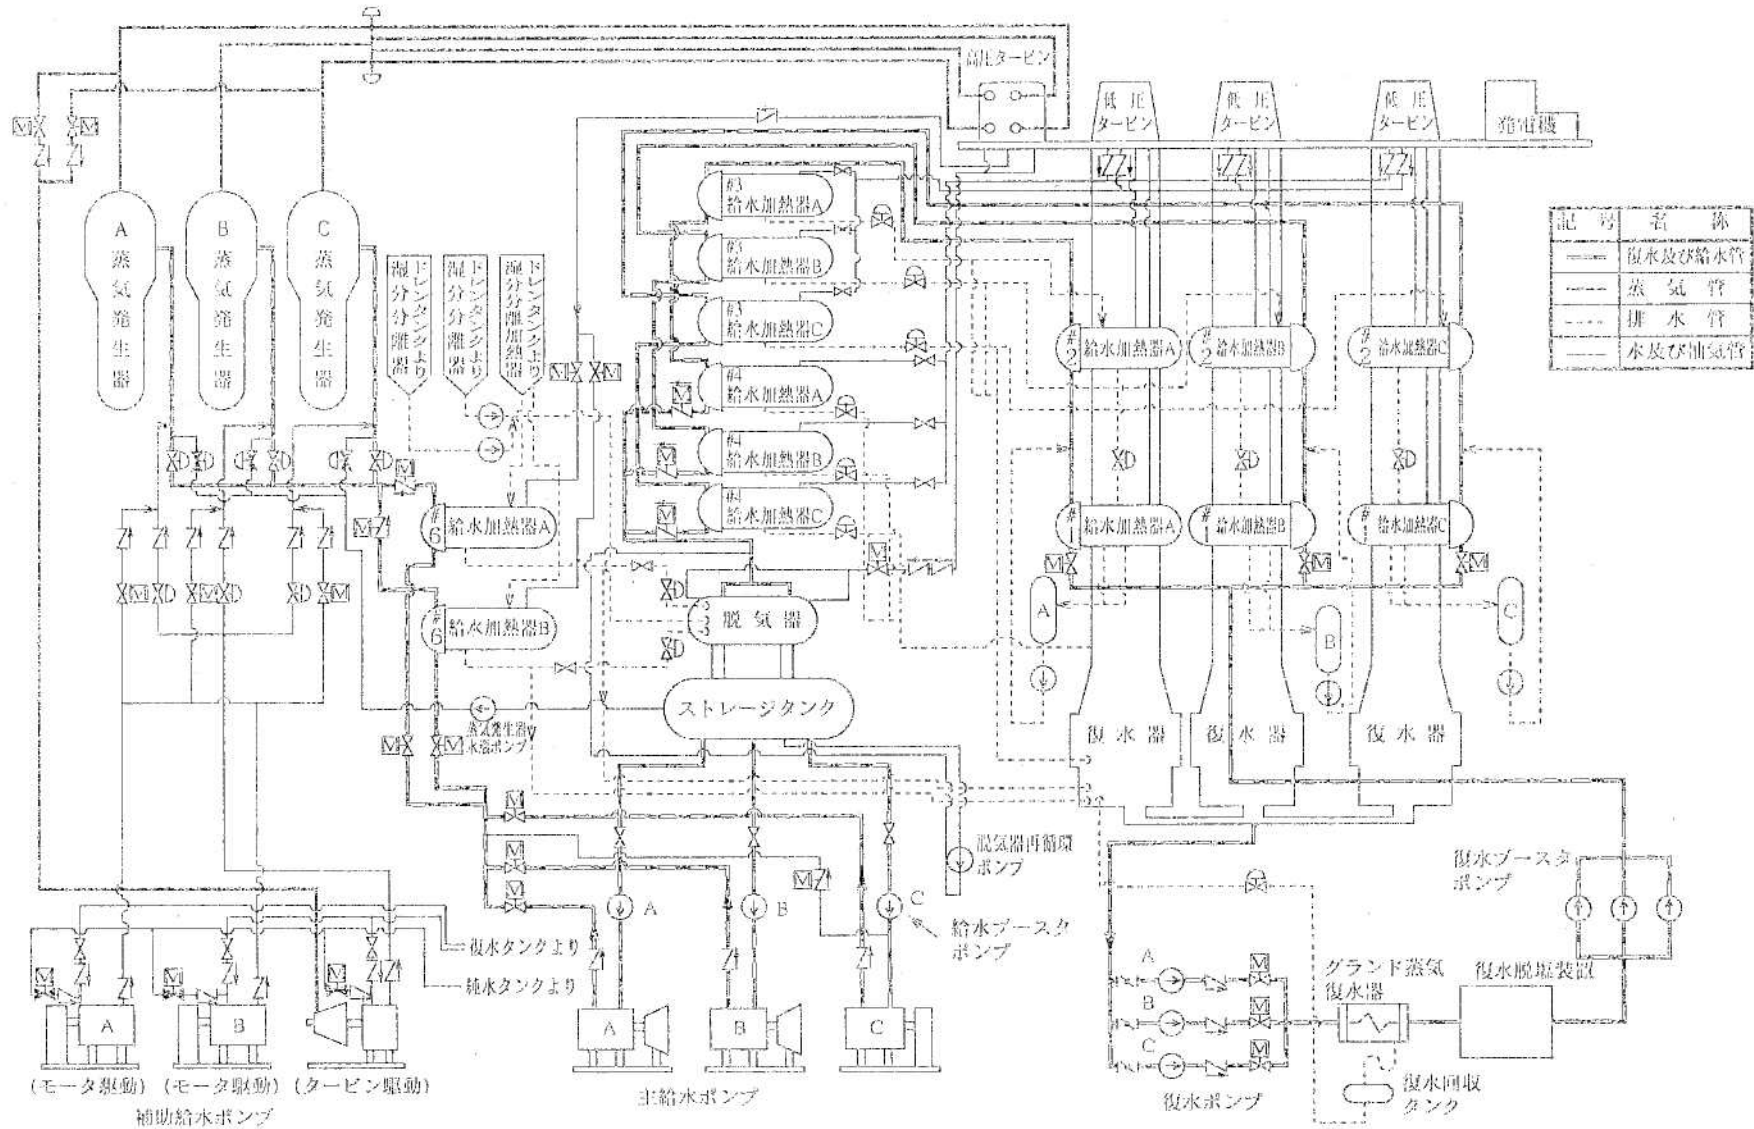 高圧タービン
低圧
タービン
低圧
タービン
低圧
タービン
発電機
A
蒸気発生器
B
蒸気発生器
C
蒸気発生器
湿分分離器
ドレンタンクより
湿分分離器
ドレンタンクより
湿分分離加熱器
ドレンタンクより
#3
給水加熱器A
#3
給水加熱器B
#3
給水加熱器C
#4
給水加熱器A
#4
給水加熱器B
#4
給水加熱器C
記号 名称
復水及び給水管
蒸気管
排水管
水及び抽気管
#2 給水加熱器A
#2 給水加熱器B
#2 給水加熱器C
#1 給水加熱器A
#1 給水加熱器B
#1 給水加熱器C
#6 給水加熱器A
#6 給水加熱器B
脱気器
ストレージタンク
蒸気発生器
水張ポンプ
A
B
C
復水器
復水器
復水器
脱気器再循環
ポンプ
A
B
C
給水ブースタ
ポンプ
復水ブースタ
ポンプ
復水タンクより
純水タンクより
A
B
(モータ駆動)
(モータ駆動)
(タービン駆動)
補助給水ポンプ
A
B
C
主給水ポンプ
A
B
C
復水ポンプ
グランド蒸気
復水器
復水脱塩装置
復水回収
タンク